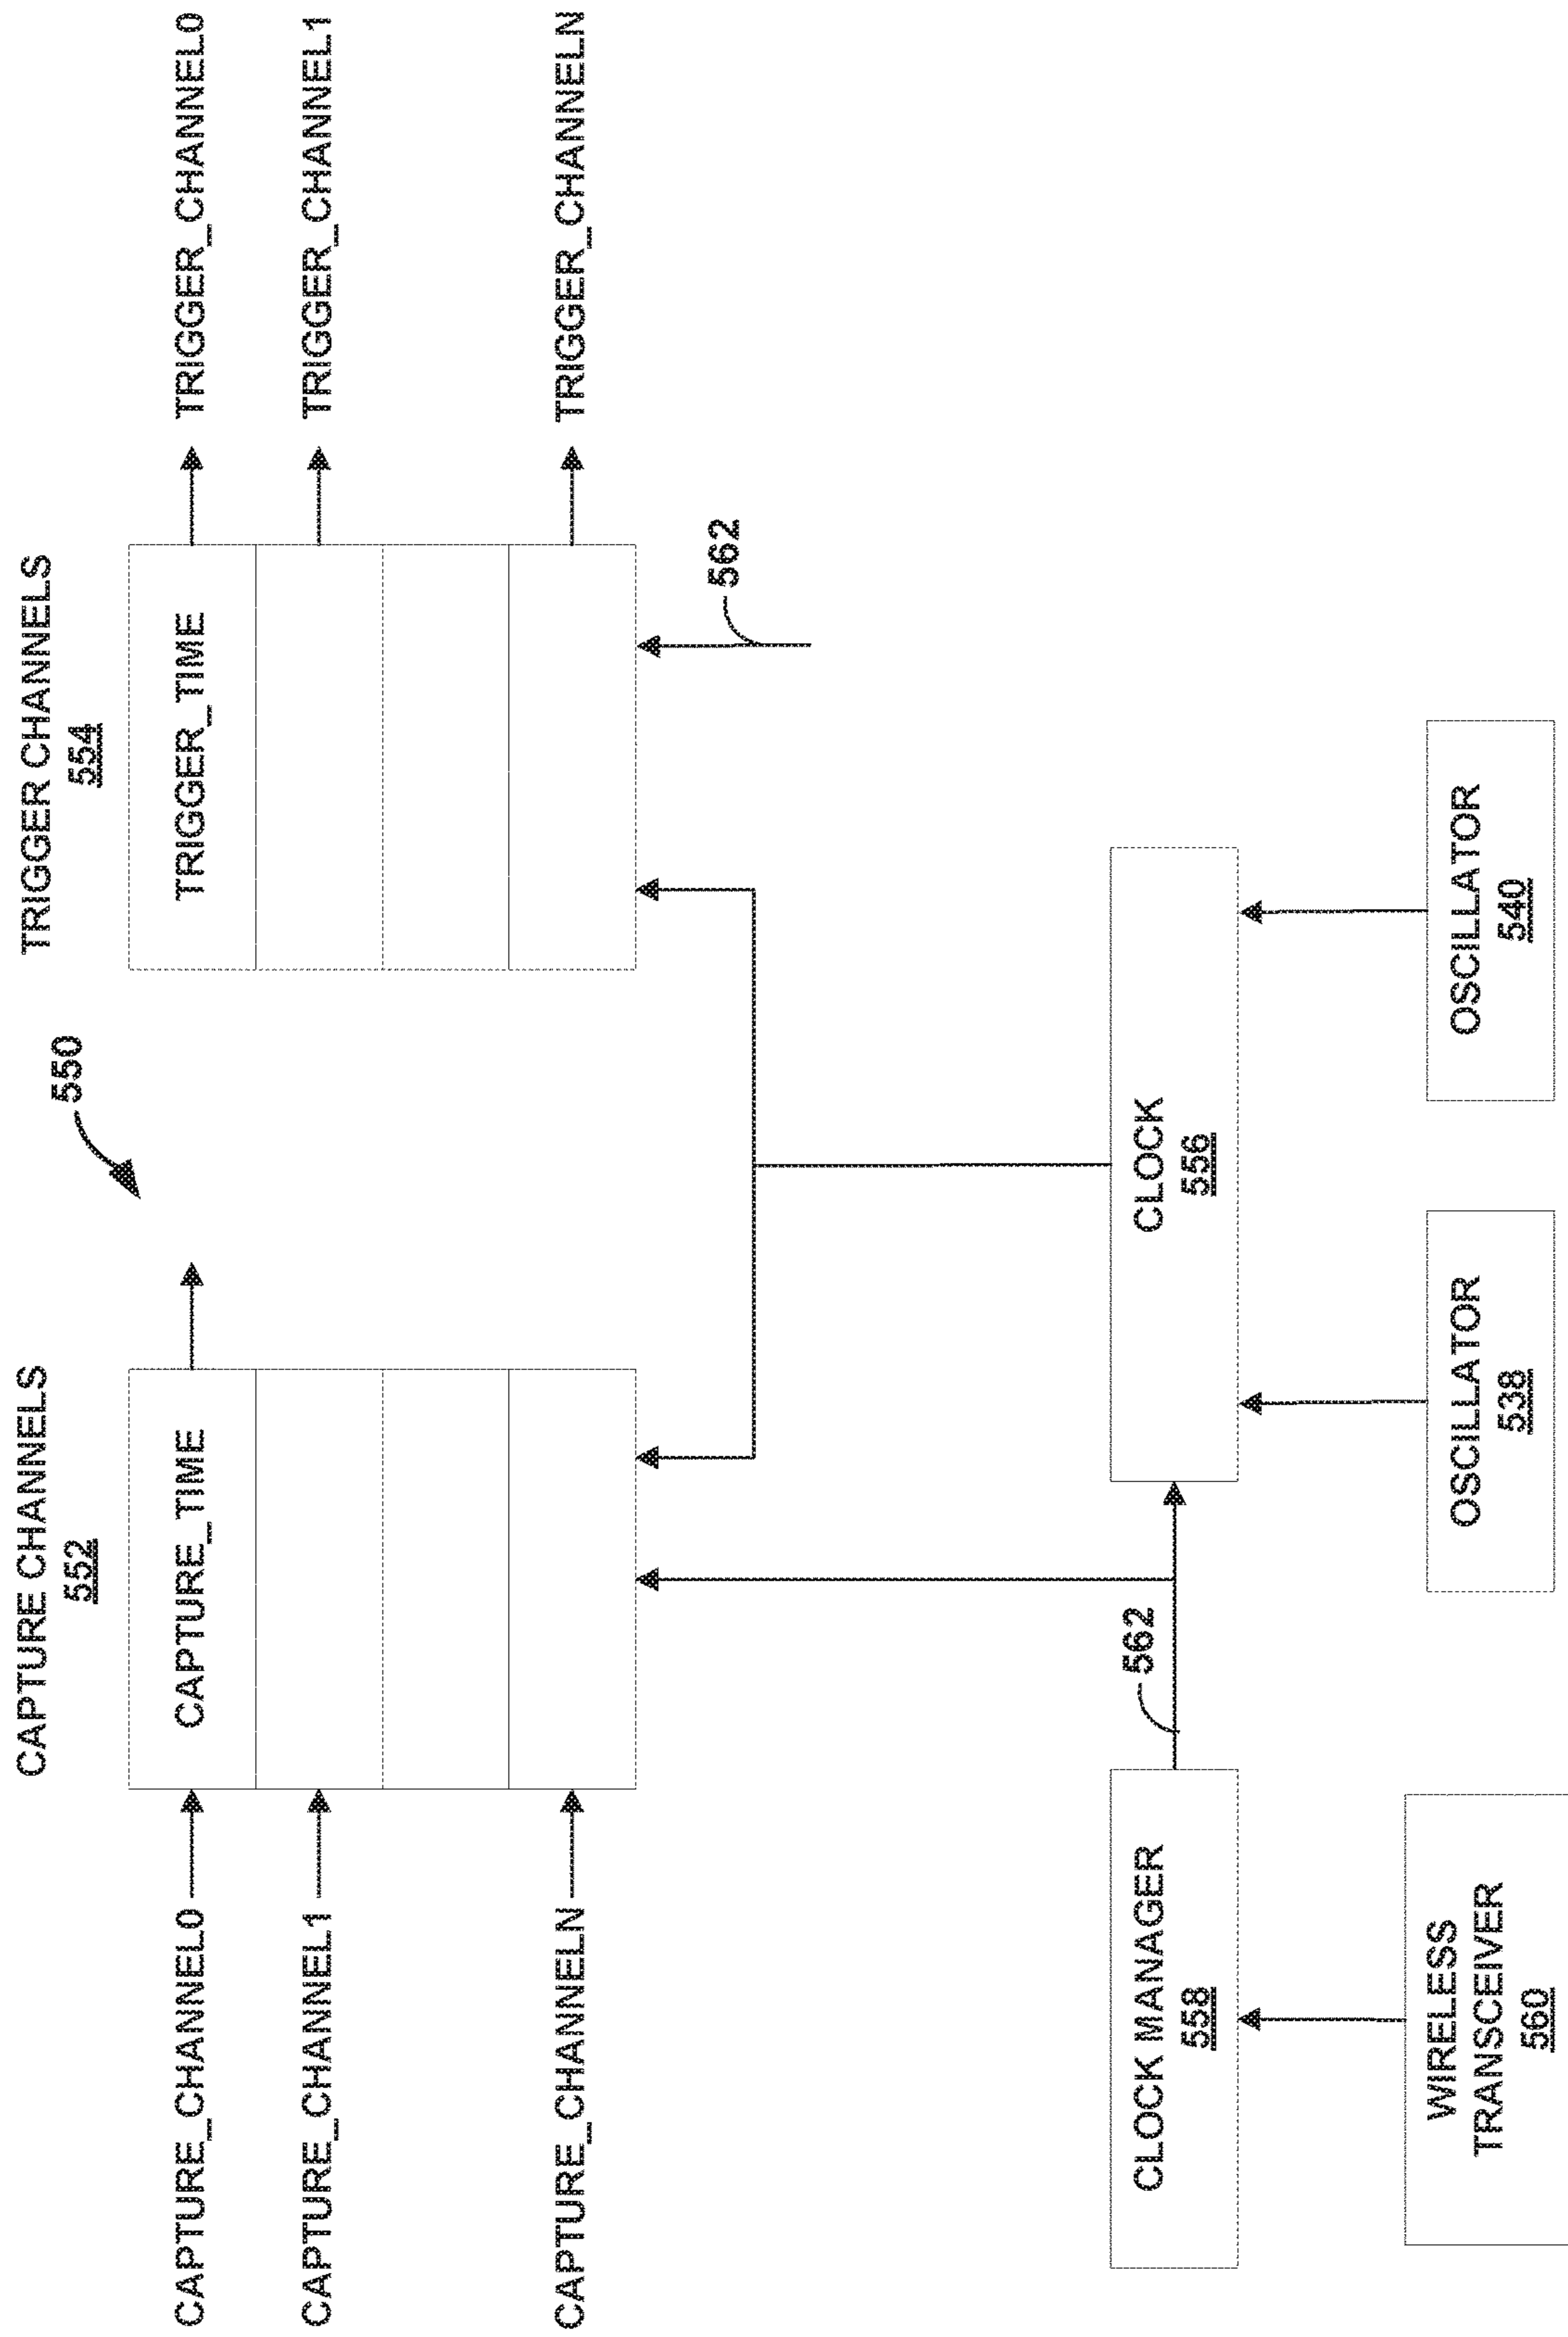 550
CAPTURE CHANNELS
552
TRIGGER CHANNELS
554
CAPTURE_CHANNEL0
CAPTURE_TIME
TRIGGER_TIME
TRIGGER_CHANNEL0
CAPTURE_CHANNEL1
TRIGGER_CHANNEL1
CAPTURE_CHANNELN
TRIGGER_CHANNELN
562
562
CLOCK MANAGER
558
CLOCK
556
WIRELESS
TRANSCEIVER
560
OSCILLATOR
538
OSCILLATOR
540